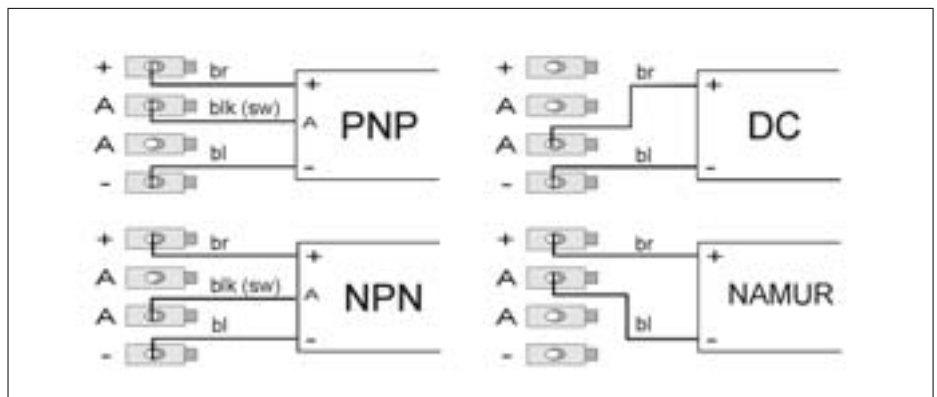 + br +
A blk (sw) A
A bl
- -
PNP
+ br +
A
A bl
- -
DC
+ br +
A blk (sw) A
A bl
- -
NPN
+ br +
A
A bl
- -
NAMUR